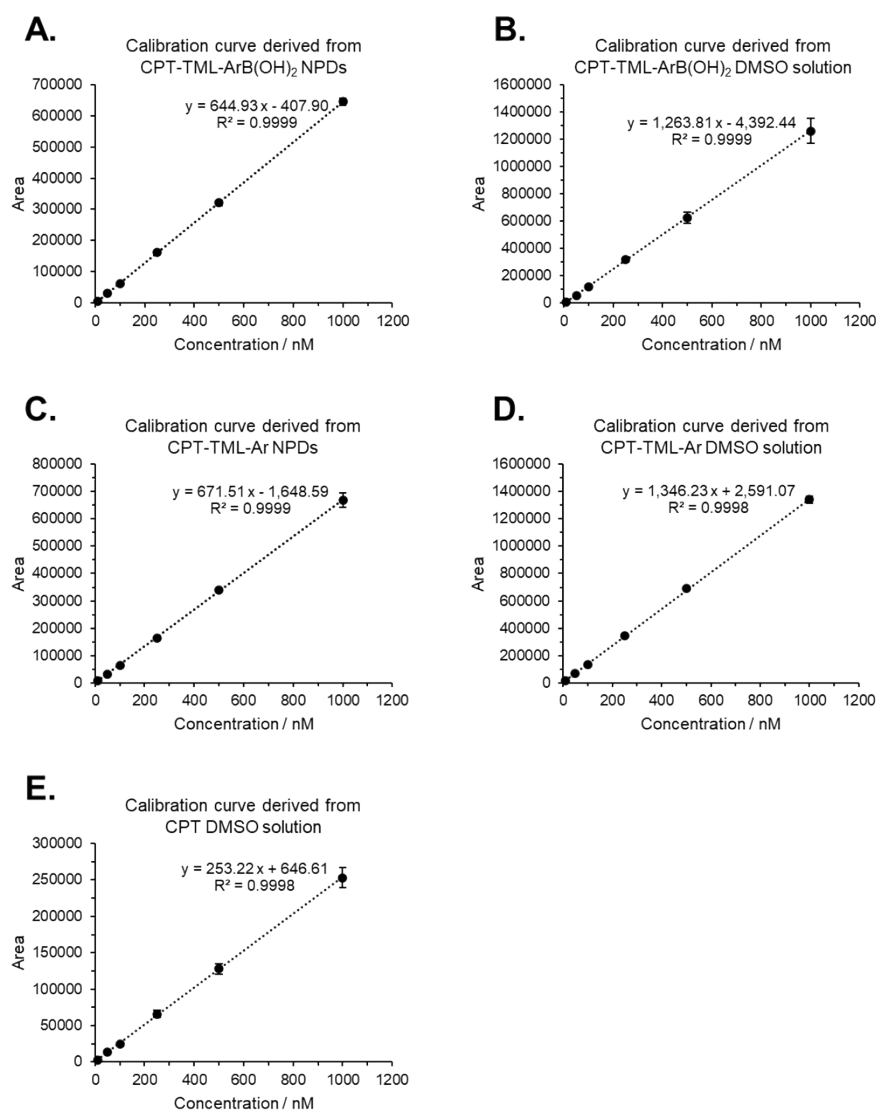 A.
Calibration curve derived from
CPT-TML-ArB(OH)₂ NPDs
y = 644.93 x - 407.90
R² = 0.9999
700000
600000
500000
400000
300000
200000
100000
0
Area
0 200 400 600 800 1000 1200
Concentration / nM
B.
Calibration curve derived from
CPT-TML-ArB(OH)₂ DMSO solution
y = 1,263.81 x - 4,392.44
R² = 0.9999
1600000
1400000
1200000
1000000
800000
600000
400000
200000
0
Area
0 200 400 600 800 1000 1200
Concentration / nM
C.
Calibration curve derived from
CPT-TML-Ar NPDs
y = 671.51 x - 1,648.59
R² = 0.9999
800000
700000
600000
500000
400000
300000
200000
100000
0
Area
0 200 400 600 800 1000 1200
Concentration / nM
D.
Calibration curve derived from
CPT-TML-Ar DMSO solution
y = 1,346.23 x + 2,591.07
R² = 0.9998
1600000
1400000
1200000
1000000
800000
600000
400000
200000
0
Area
0 200 400 600 800 1000 1200
Concentration / nM
E.
Calibration curve derived from
CPT DMSO solution
y = 253.22 x + 646.61
R² = 0.9998
300000
250000
200000
150000
100000
50000
0
Area
0 200 400 600 800 1000 1200
Concentration / nM